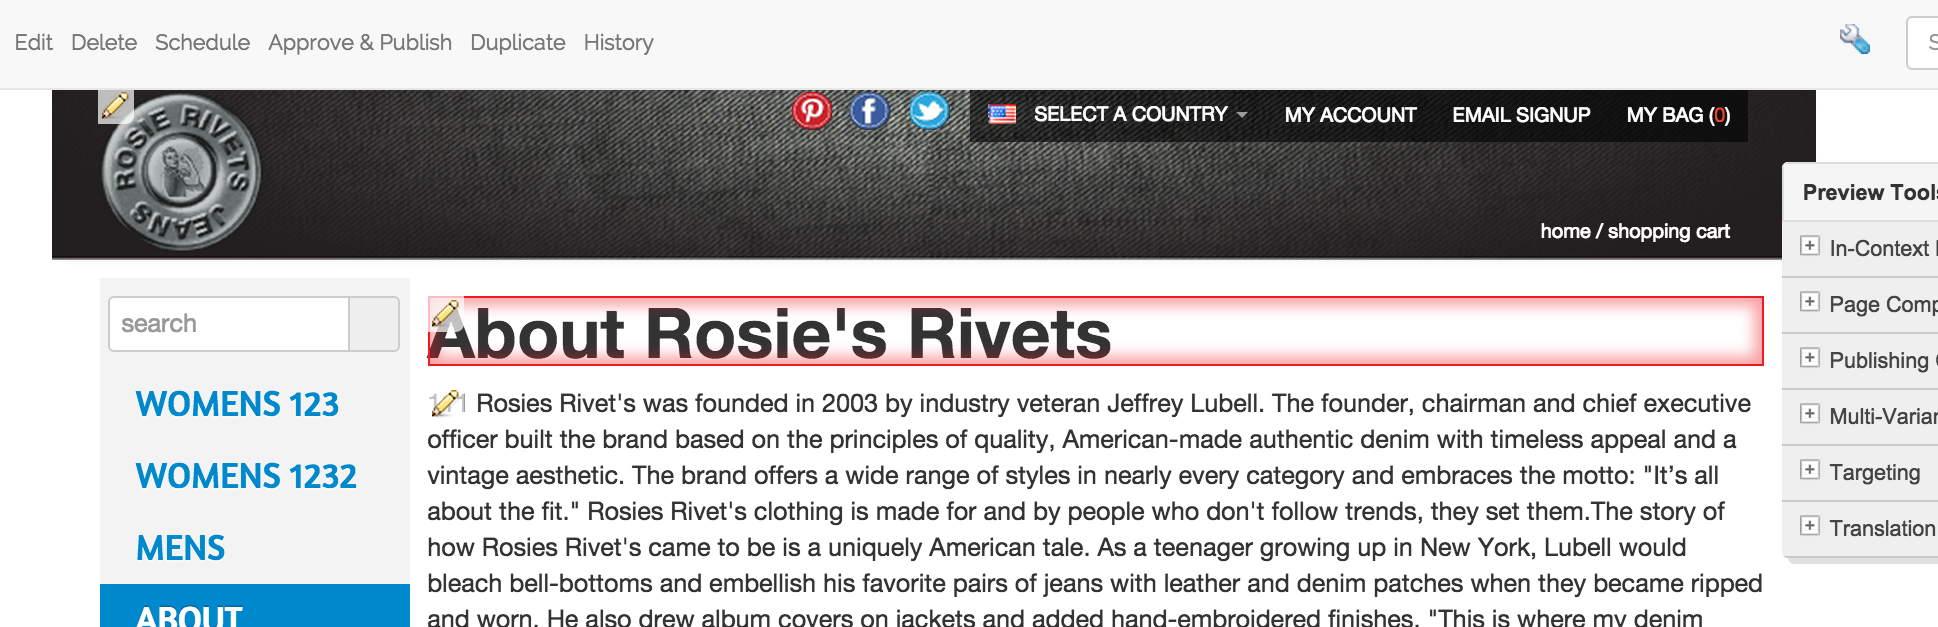 Edit Delete Schedule Approve & Publish Duplicate History
ROSIE RIVETS
JEANS
SELECT A COUNTRY MY ACCOUNT EMAIL SIGNUP MY BAG (0)
home / shopping cart
Preview Tools
In-Context
Page Comp
Publishing
Multi-Varian
Targeting
Translation
search
WOMENS 123
WOMENS 1232
MENS
ABOUT
About Rosie's Rivets
Rosies Rivet's was founded in 2003 by industry veteran Jeffrey Lubell. The founder, chairman and chief executive
officer built the brand based on the principles of quality, American-made authentic denim with timeless appeal and a
vintage aesthetic. The brand offers a wide range of styles in nearly every category and embraces the motto: "It’s all
about the fit." Rosies Rivet's clothing is made for and by people who don't follow trends, they set them.The story of
how Rosies Rivet's came to be is a uniquely American tale. As a teenager growing up in New York, Lubell would
bleach bell-bottoms and embellish his favorite pairs of jeans with leather and denim patches when they became ripped
and worn. He also drew album covers on jackets and added hand-embroidered finishes. "This is where my denim